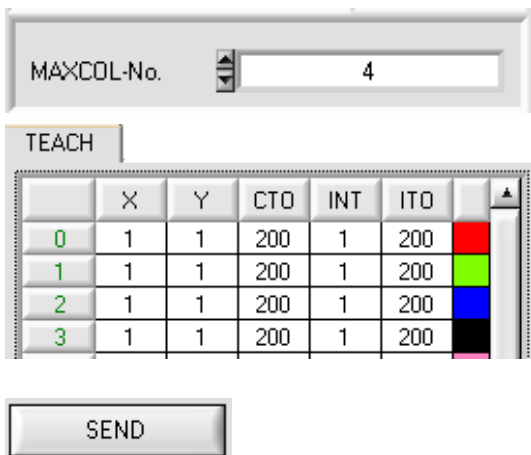 MAXCOL-No. 4
TEACH
X Y CTO INT ITO
0 1 1 200 1 200
1 1 1 200 1 200
2 1 1 200 1 200
3 1 1 200 1 200
SEND